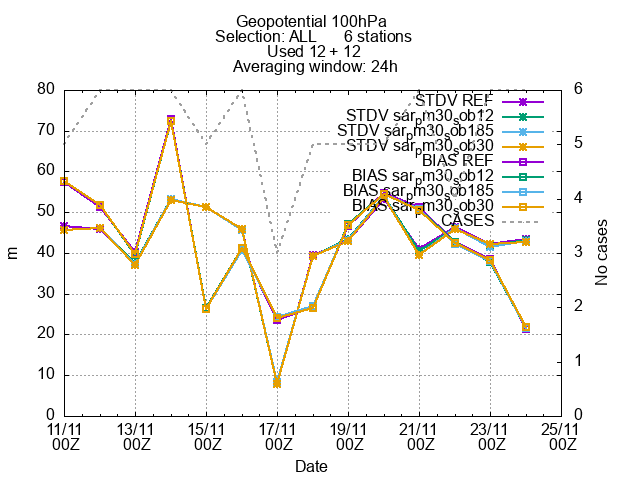 Geopotential 100hPa
Selection: ALL 6 stations
Used 12 + 12
Averaging window: 24h
80
70
60
50
40
30
20
10
0
m
6
5
4
3
2
1
0
No cases
STDV REF
STDV sar_pm30_sob12
STDV sar_pm30_sob185
STDV sar_pm30_sob30
BIAS REF
BIAS sar_pm30_sob12
BIAS sar_pm30_sob185
BIAS sar_pm30_sob30
CASES
11/11 13/11 15/11 17/11 19/11 21/11 23/11 25/11
00Z 00Z 00Z 00Z 00Z 00Z 00Z 00Z
Date